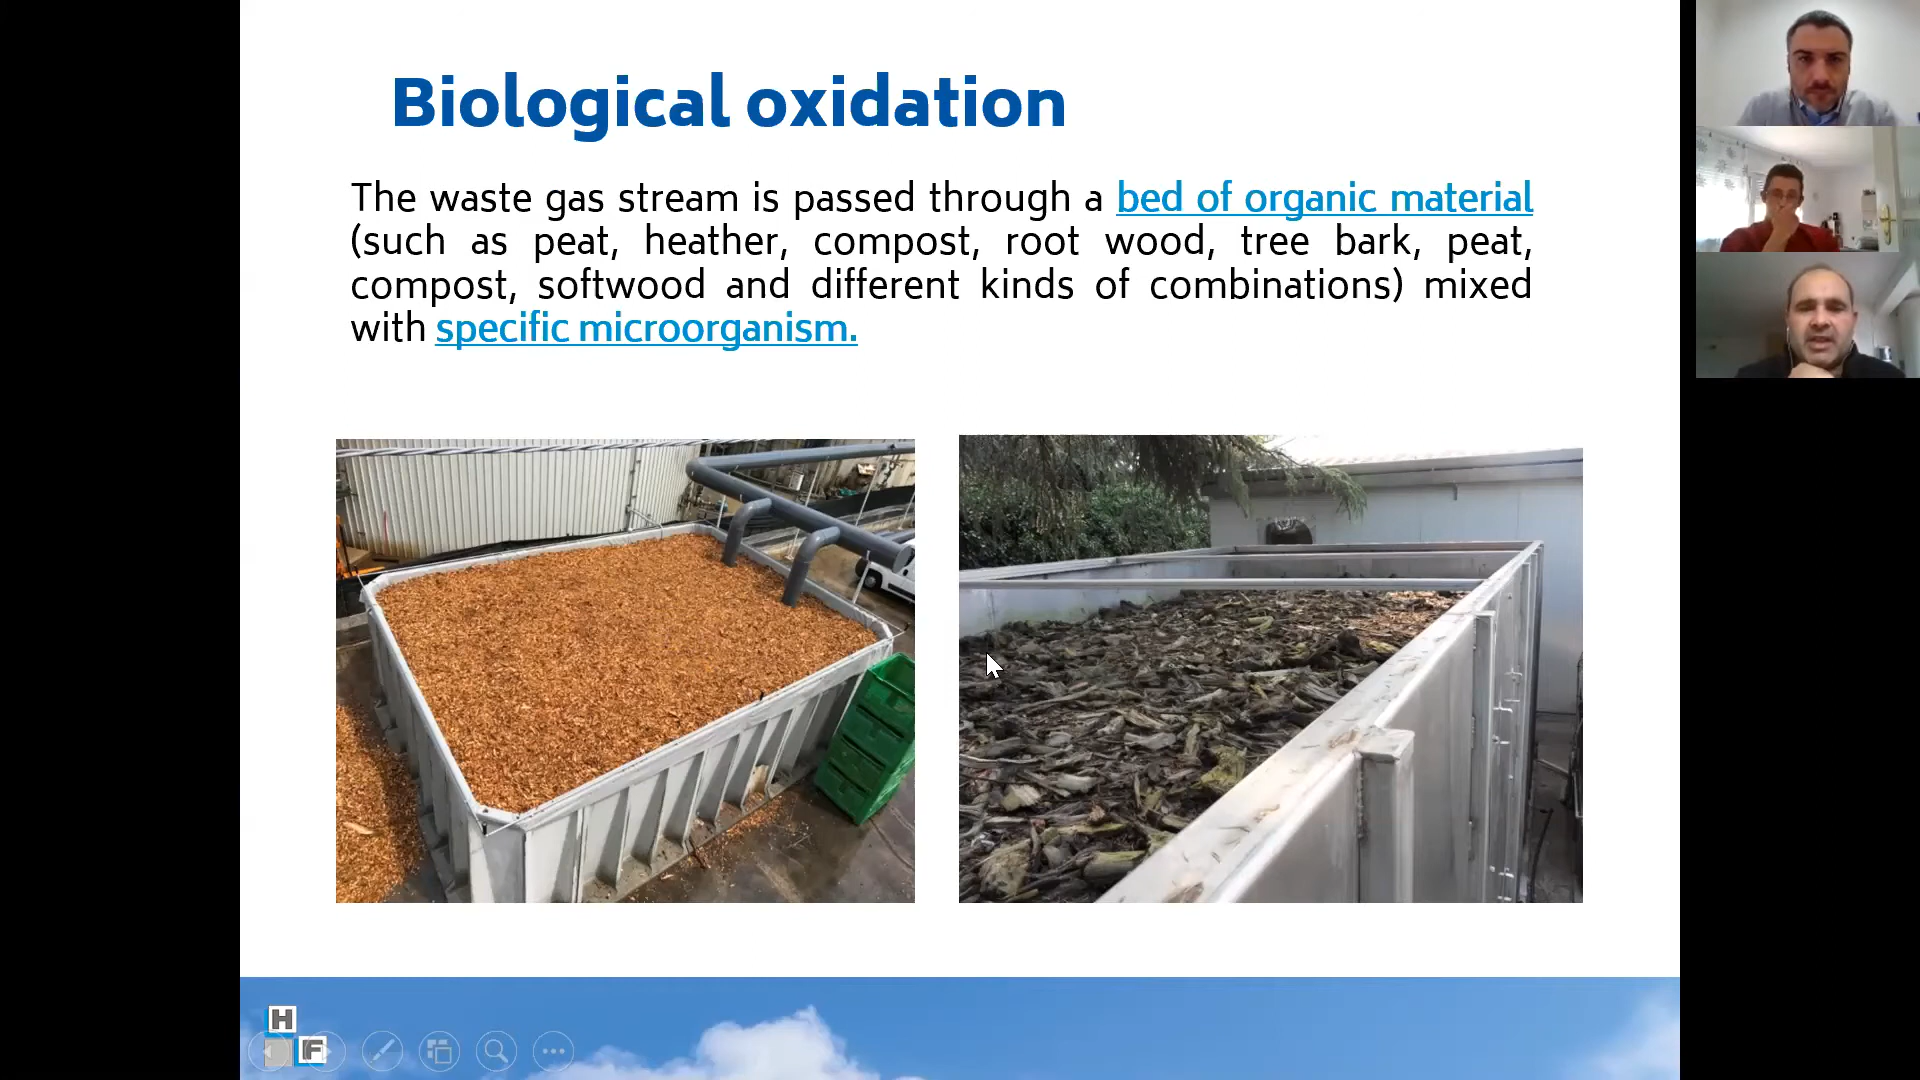 Biological oxidation
The waste gas stream is passed through a bed of organic material
(such as peat, heather, compost, root wood, tree bark, peat,
compost, softwood and different kinds of combinations) mixed
with specific microorganism.
H
F